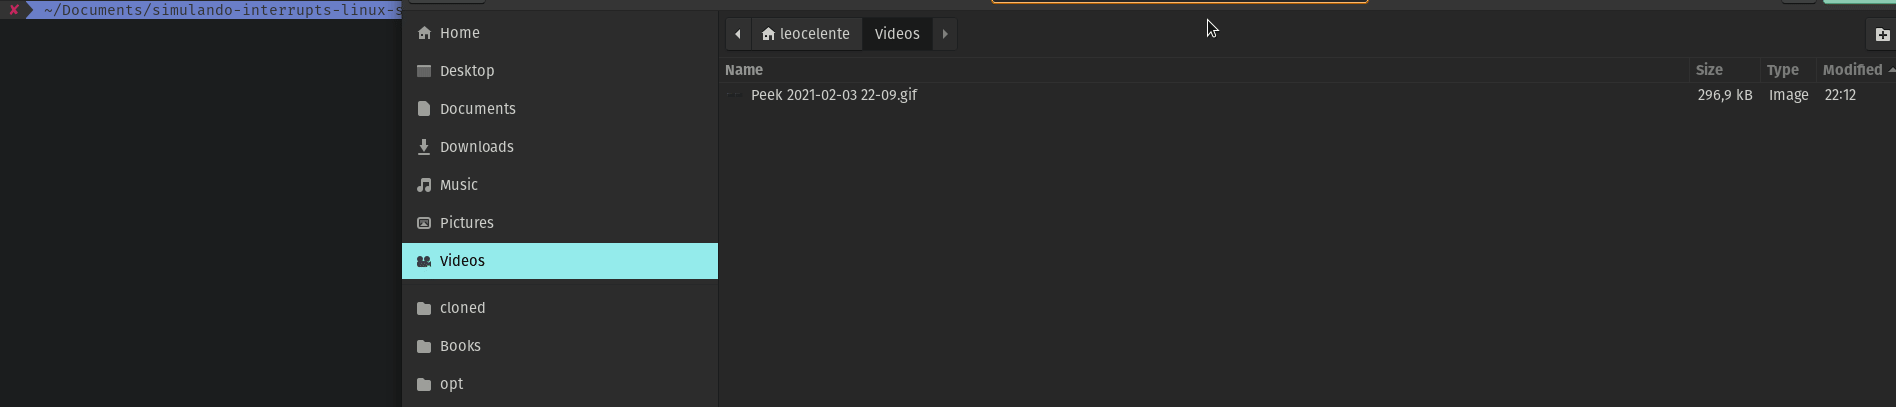 ✘ ~/Documents/simulando-interrupts-linux-s
Home
Desktop
Documents
Downloads
Music
Pictures
Videos
cloned
Books
opt
leocelente Videos
Name Size Type Modified
Peek 2021-02-03 22-09.gif 296,9 kB Image 22:12